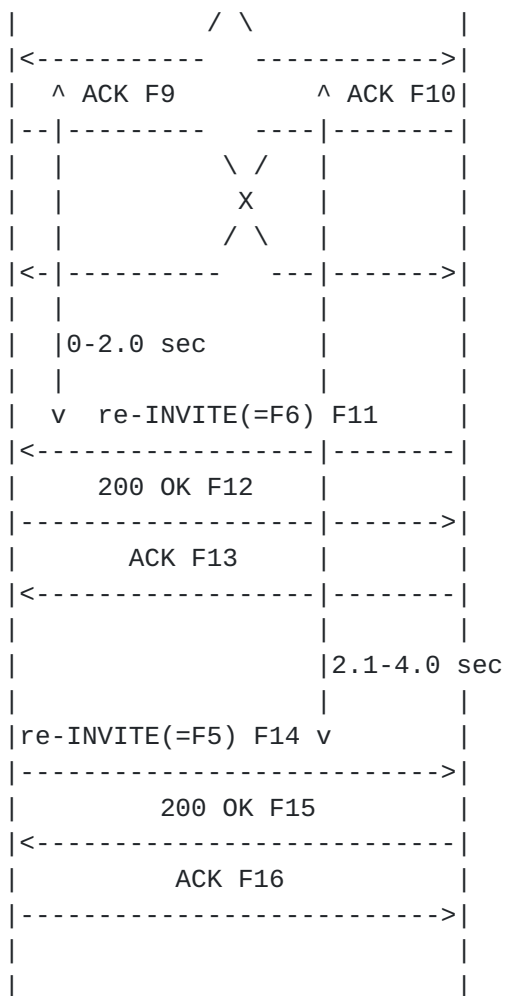 |             / \              |
|<-----------   ------------->|
|  ^ ACK F9         ^ ACK F10|
|--|---------   ----|--------|
|  |          \ /   |        |
|  |           X    |        |
|  |          / \   |        |
|<-|----------   ---|------->|
|  |                |        |
|  |0-2.0 sec       |        |
|  |                |        |
|  v  re-INVITE(=F6) F11     |
|<------------------|--------|
|     200 OK F12    |        |
|-------------------|------->|
|       ACK F13     |        |
|<------------------|--------|
|                   |        |
|                   |2.1-4.0 sec
|                   |        |
|re-INVITE(=F5) F14 v        |
|--------------------------->|
|         200 OK F15         |
|<---------------------------|
|          ACK F16           |
|--------------------------->|
|                            |
|                            |